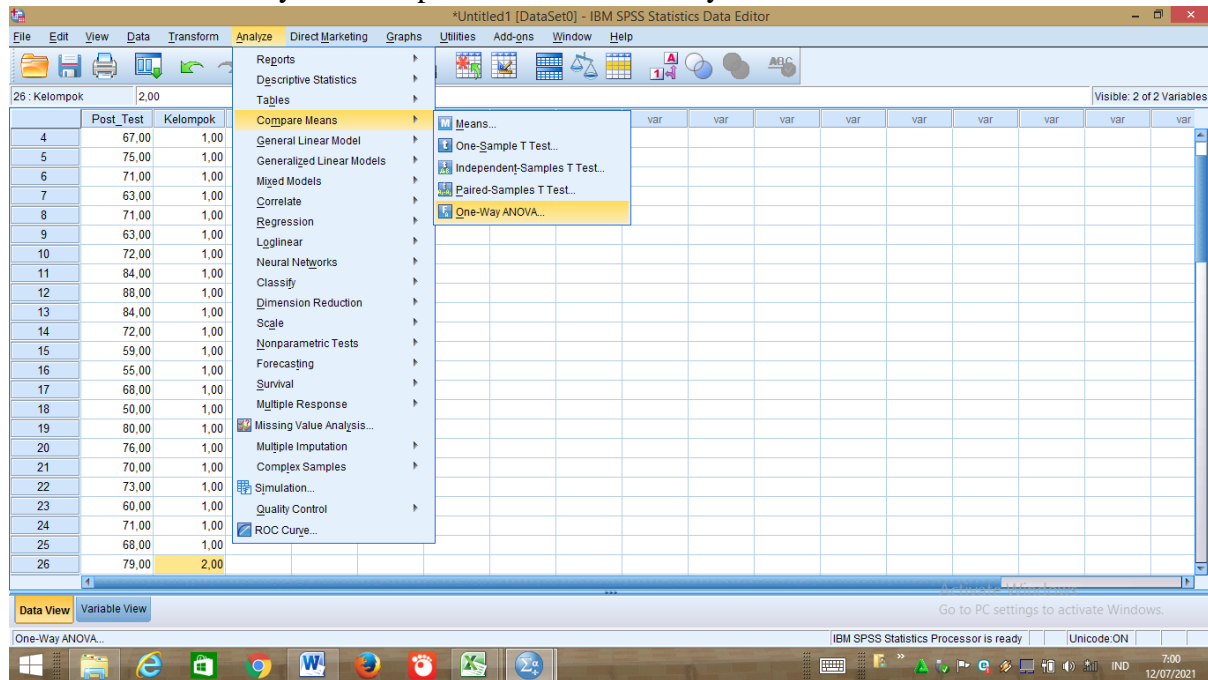 *Untitled1 [DataSet0] - IBM SPSS Statistics Data Editor
File Edit View Data Transform Analyze Direct Marketing Graphs Utilities Add-ons Window Help
26 : Kelompok 2,00 Visible: 2 of 2 Variables
Post_Test Kelompok var var var var var var var var var
4 67,00 1,00
5 75,00 1,00
6 71,00 1,00
7 63,00 1,00
8 71,00 1,00
9 63,00 1,00
10 72,00 1,00
11 84,00 1,00
12 88,00 1,00
13 84,00 1,00
14 72,00 1,00
15 59,00 1,00
16 55,00 1,00
17 68,00 1,00
18 50,00 1,00
19 80,00 1,00
20 76,00 1,00
21 70,00 1,00
22 73,00 1,00
23 60,00 1,00
24 71,00 1,00
25 68,00 1,00
26 79,00 2,00
Reports
Descriptive Statistics
Tables
Compare Means
General Linear Model
Generalized Linear Models
Mixed Models
Correlate
Regression
Loglinear
Neural Networks
Classify
Dimension Reduction
Scale
Nonparametric Tests
Forecasting
Survival
Multiple Response
Missing Value Analysis...
Multiple Imputation
Complex Samples
Simulation...
Quality Control
ROC Curve...
Means...
One-Sample T Test...
Independent-Samples T Test...
Paired-Samples T Test...
One-Way ANOVA...
Data View Variable View
Go to PC settings to activate Windows.
One-Way ANOVA... IBM SPSS Statistics Processor is ready Unicode:ON
IND 7:00
12/07/2021